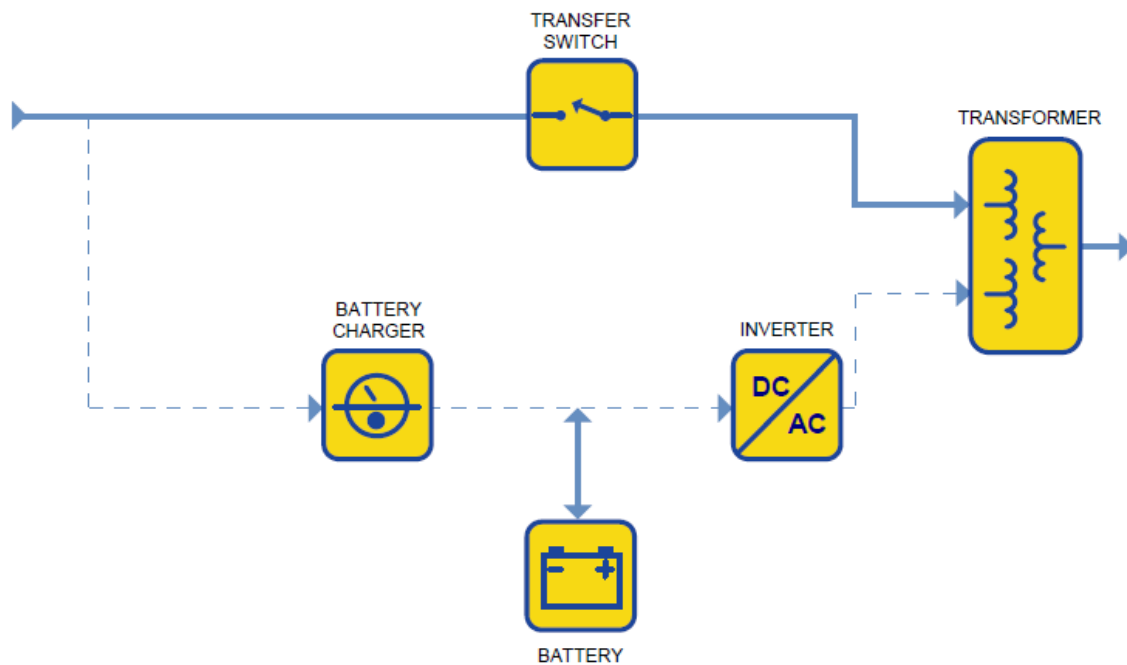 TRANSFER
SWITCH
TRANSFORMER
BATTERY
CHARGER
INVERTER
DC
AC
BATTERY